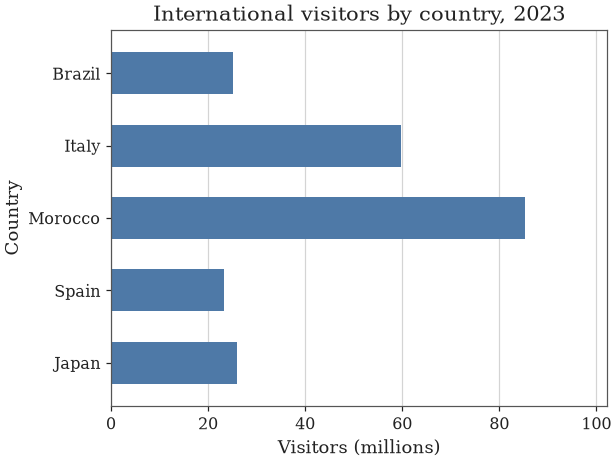 International visitors by country, 2023
Country
Brazil
Italy
Morocco
Spain
Japan
0 20 40 60 80 100
Visitors (millions)